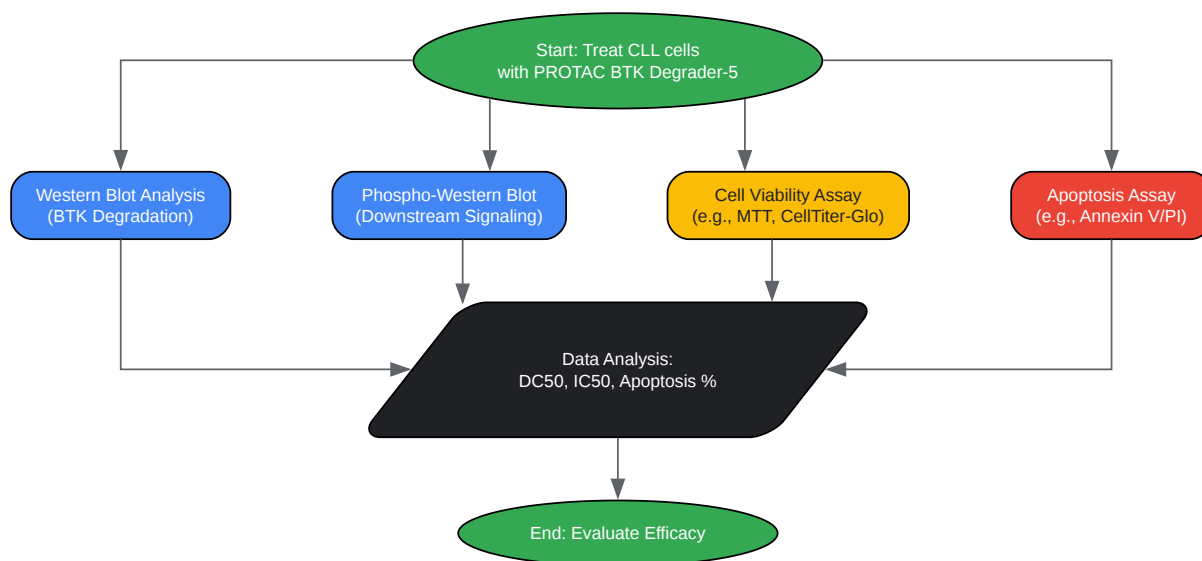 Start: Treat CLL cells
with PROTAC BTK Degrader-5
Western Blot Analysis
(BTK Degradation)
Phospho-Western Blot
(Downstream Signaling)
Cell Viability Assay
(e.g., MTT, CellTiter-Glo)
Apoptosis Assay
(e.g., Annexin V/PI)
Data Analysis:
DC50, IC50, Apoptosis %
End: Evaluate Efficacy